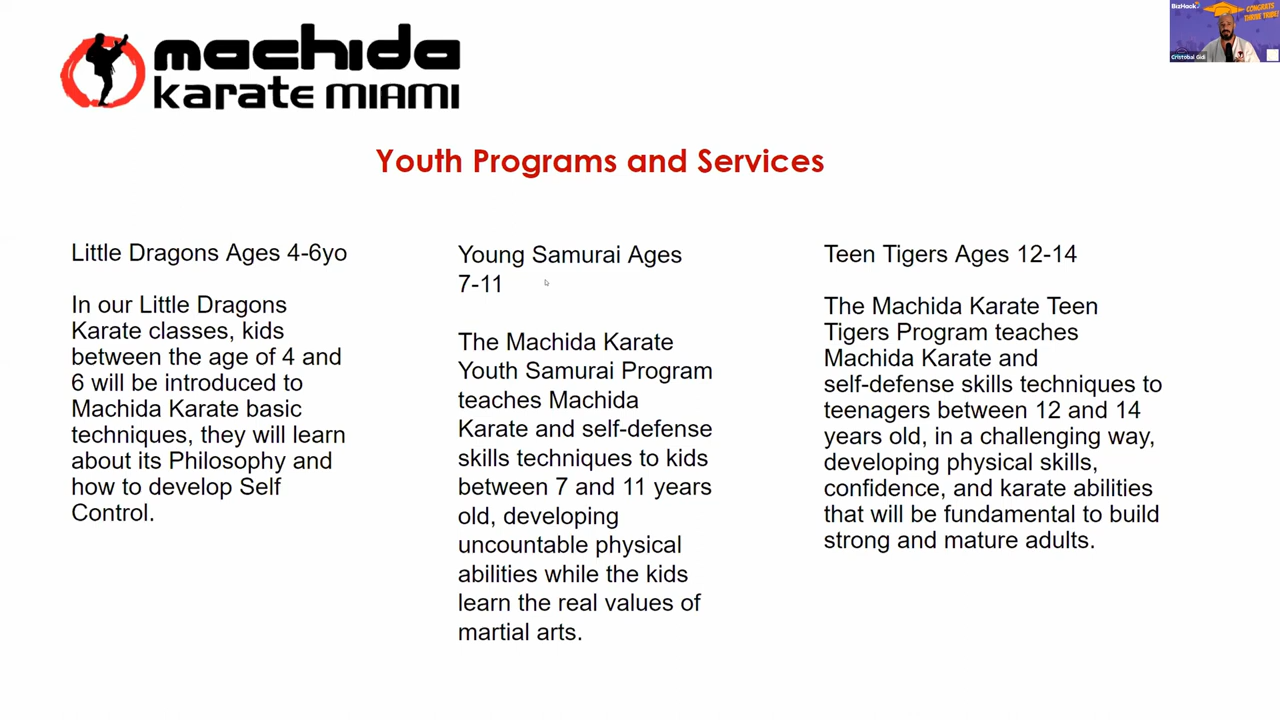 machida
karate MIAMI
BizHack
CONGRATS
THRIVE TRIBE!
Cristobal Gidi
Youth Programs and Services
Little Dragons Ages 4-6yo
In our Little Dragons
Karate classes, kids
between the age of 4 and
6 will be introduced to
Machida Karate basic
techniques, they will learn
about its Philosophy and
how to develop Self
Control.
Young Samurai Ages
7-11
The Machida Karate
Youth Samurai Program
teaches Machida
Karate and self-defense
skills techniques to kids
between 7 and 11 years
old, developing
uncountable physical
abilities while the kids
learn the real values of
martial arts.
Teen Tigers Ages 12-14
The Machida Karate Teen
Tigers Program teaches
Machida Karate and
self-defense skills techniques to
teenagers between 12 and 14
years old, in a challenging way,
developing physical skills,
confidence, and karate abilities
that will be fundamental to build
strong and mature adults.